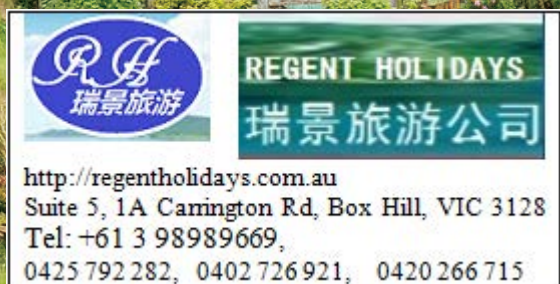 RH
瑞景旅游
REGENT HOLIDAYS
瑞景旅游公司
http://regentholidays.com.au
Suite 5, 1A Carrington Rd, Box Hill, VIC 3128
Tel: +61 3 98989669,
0425 792 282, 0402 726 921, 0420 266 715